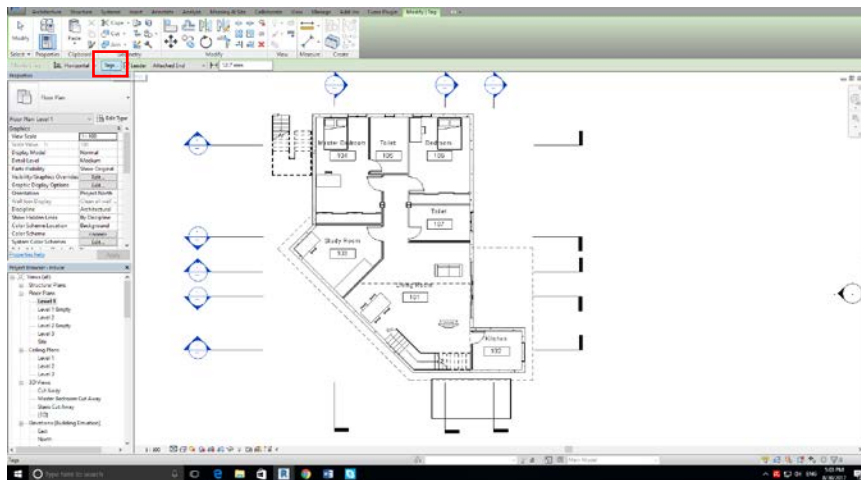 Architecture Structure Systems Insert Annotate Analyze Massing & Site Collaborate View Manage Add-Ins Modify | Tag
Modify
Paste
Cope
Cut
Join
Select Properties Clipboard Geometry Modify View Measure Create
Horizontal Tags... Leader Attached End 12.7 mm
Properties
Floor Plan
Floor Plan: Level 1 Edit Type
Graphics
View Scale 1 : 100
Scale Value 1: 100
Display Model Normal
Detail Level Medium
Parts Visibility Show Original
Visibility/Graphics Overrides Edit...
Graphic Display Options Edit...
Orientation Project North
Wall Join Display Clean all wall...
Discipline Architectural
Show Hidden Lines By Discipline
Color Scheme Location Background
Color Scheme <none>
System Color Schemes Edit...
Properties help Apply
Project Browser - House
Views (all)
Structural Plans
Floor Plans
Level 1
Level 1 Empty
Level 2
Level 2 Empty
Level 3
Site
Ceiling Plans
Level 1
Level 2
Level 3
3D Views
Cut Away
Master Bedroom Cut Away
Stairs Cut Away
{3D}
Elevations (Building Elevation)
East
North
Master Bedroom
104
Toilet
105
Bedroom
106
Toilet
107
Study Room
103
Living Room
101
Kitchen
102
1 : 100
Tags
Main Model
Type here to search
ENG
5:03 PM
8/30/2017